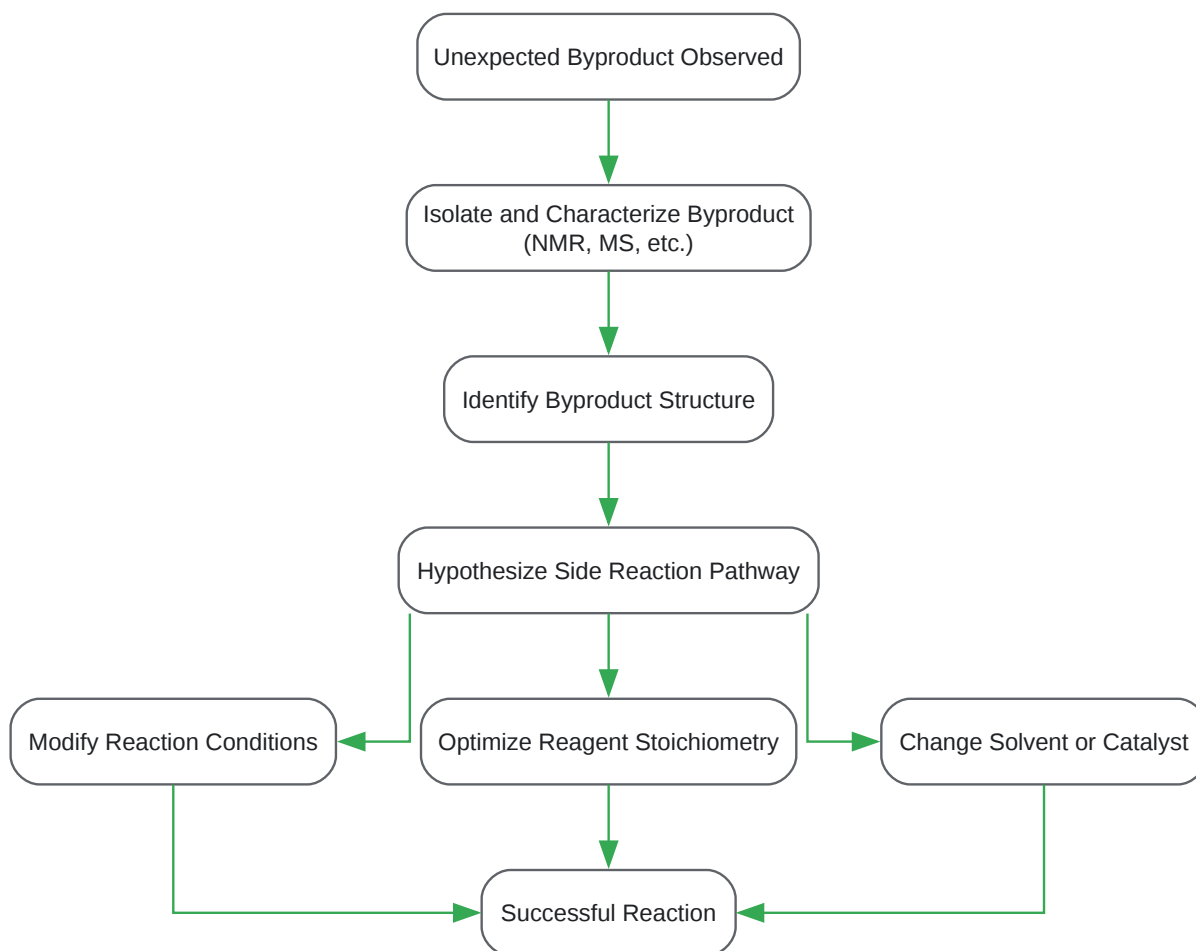 Unexpected Byproduct Observed
Isolate and Characterize Byproduct
(NMR, MS, etc.)
Identify Byproduct Structure
Hypothesize Side Reaction Pathway
Modify Reaction Conditions
Optimize Reagent Stoichiometry
Change Solvent or Catalyst
Successful Reaction